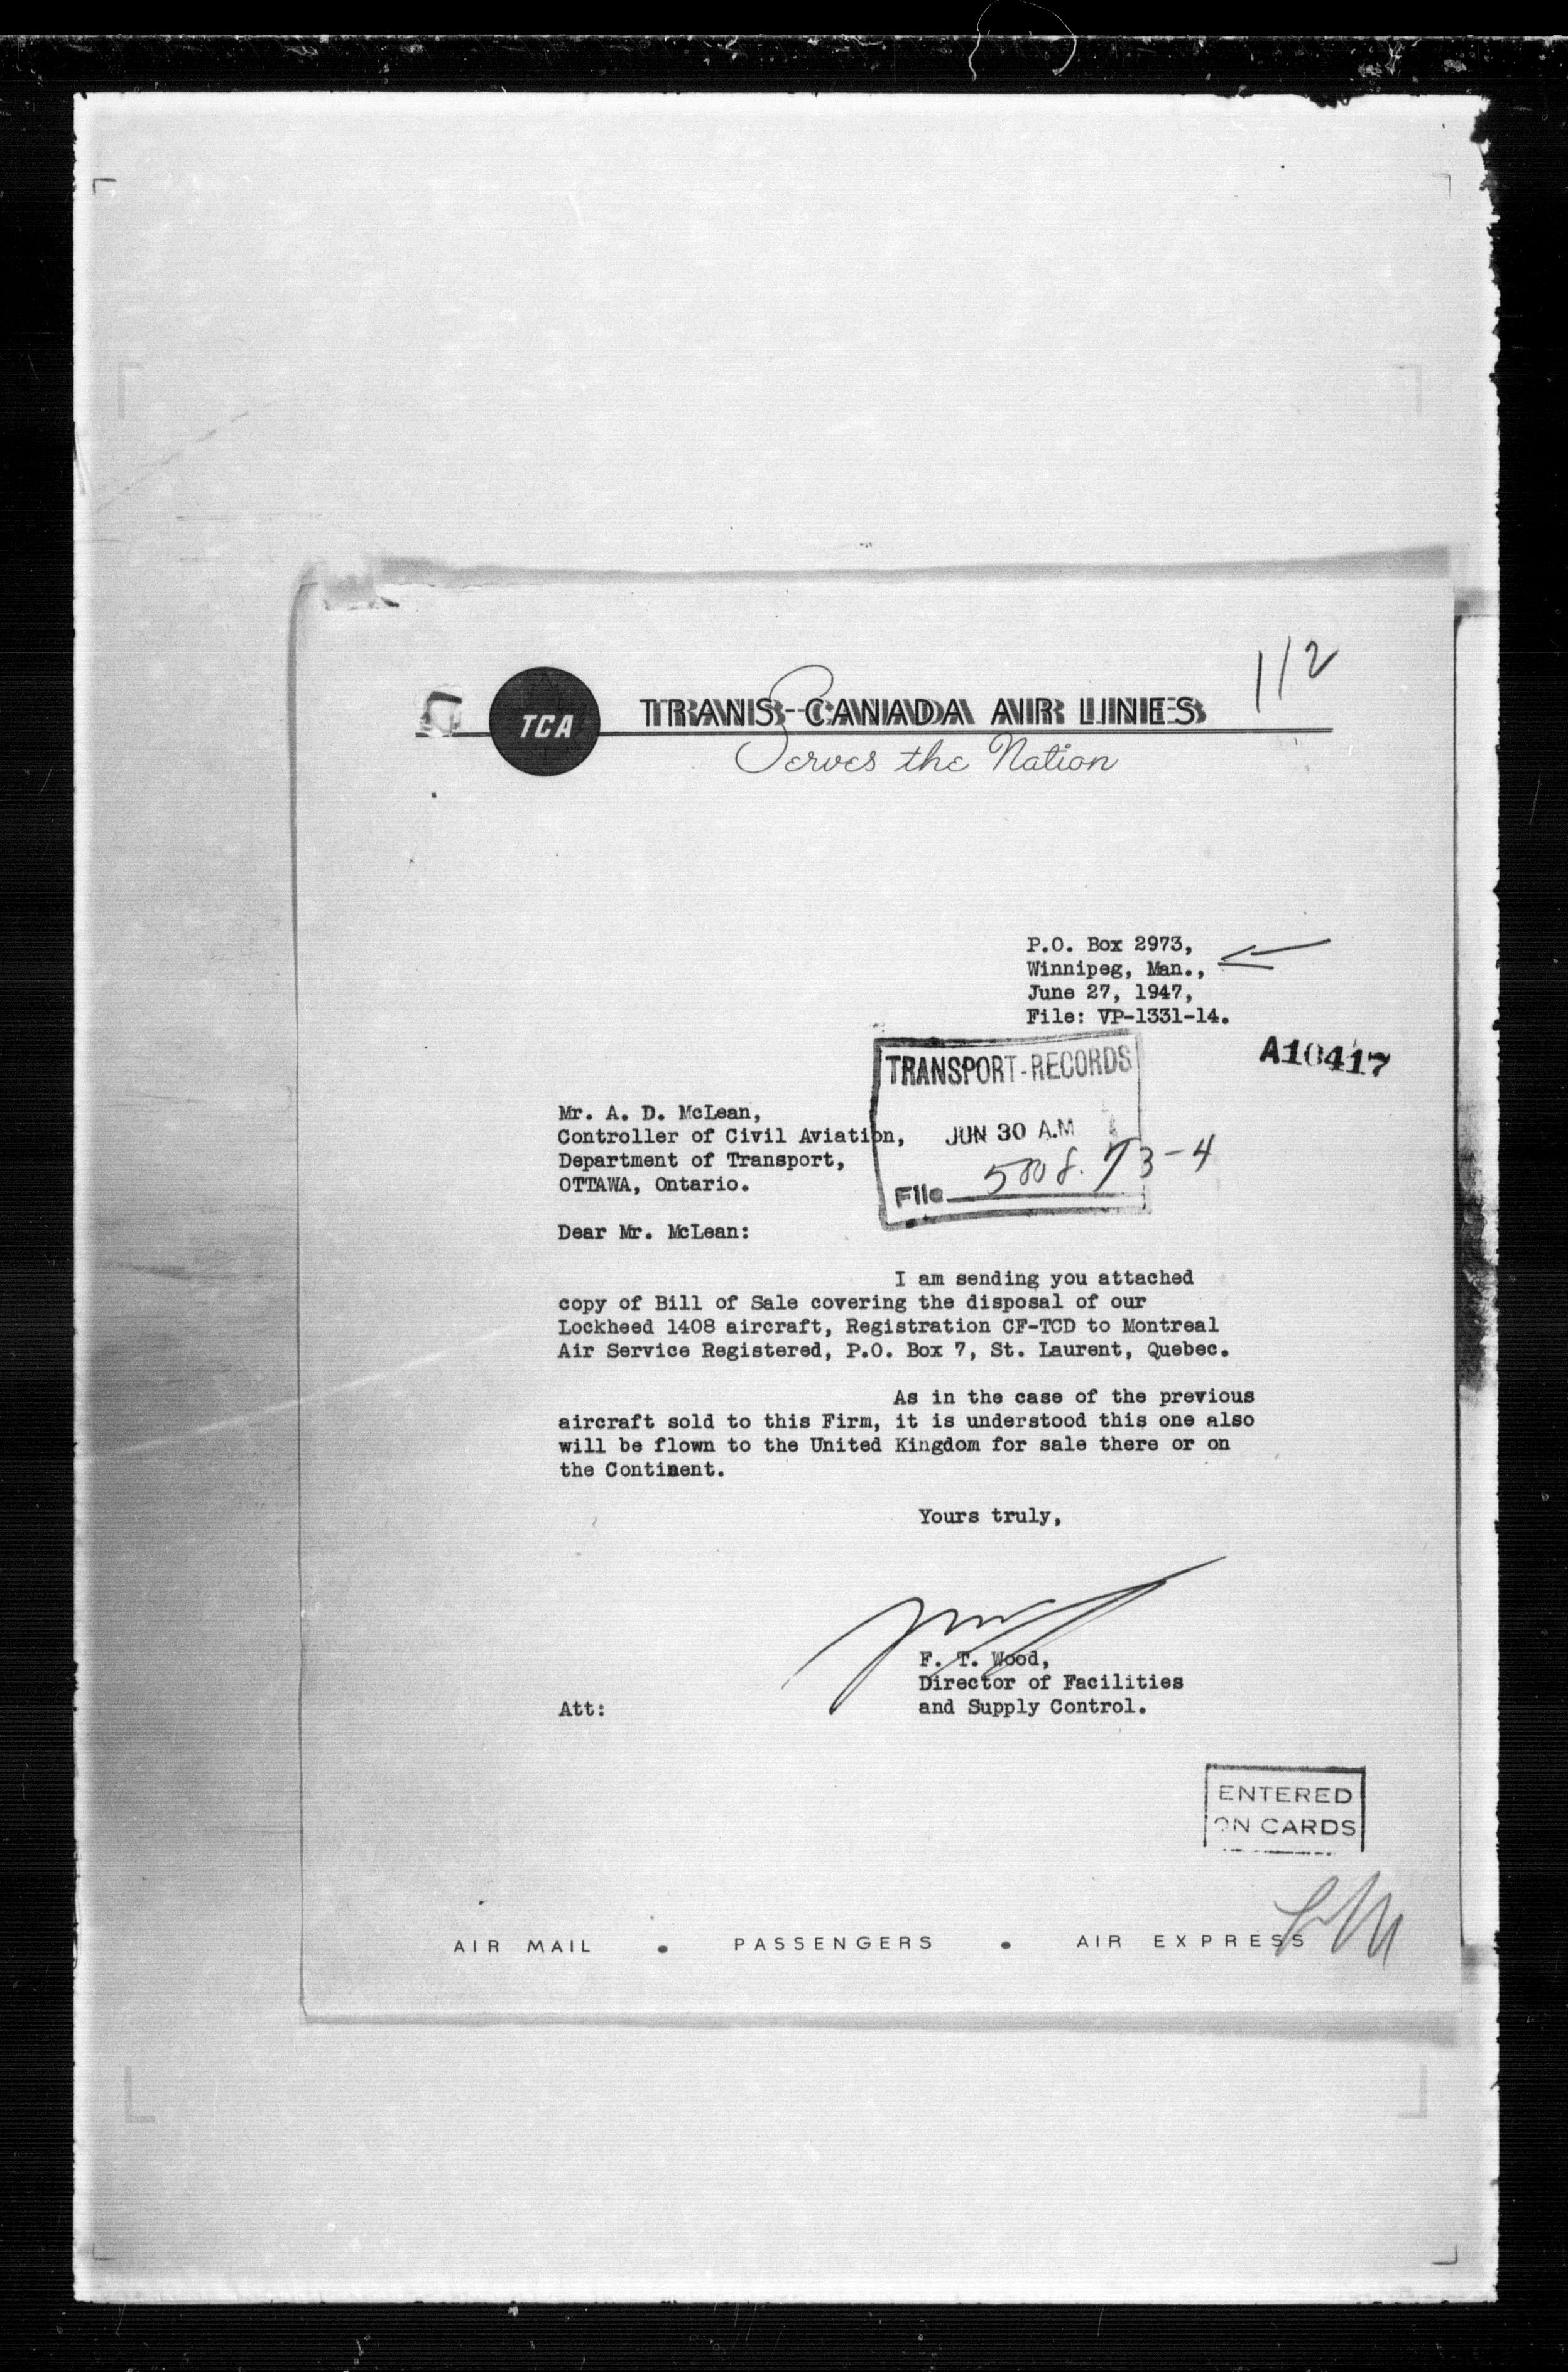 112
TCA
TRANS-CANADA AIR LINES
Serves the Nation
P.O. Box 2973,
Winnipeg, Man.,
June 27, 1947,
File: VP-1331-14.
A10417
TRANSPORT-RECORDS
JUN 30 A.M
File 5008-73-4
Mr. A. D. McLean,
Controller of Civil Aviation,
Department of Transport,
OTTAWA, Ontario.
Dear Mr. McLean:
I am sending you attached
copy of Bill of Sale covering the disposal of our
Lockheed 1408 aircraft, Registration CF-TCD to Montreal
Air Service Registered, P.O. Box 7, St. Laurent, Quebec.
As in the case of the previous
aircraft sold to this Firm, it is understood this one also
will be flown to the United Kingdom for sale there or on
the Continent.
Yours truly,
F. T. Wood,
Director of Facilities
and Supply Control.
Att:
ENTERED
ON CARDS
AIR MAIL • PASSENGERS • AIR EXPRESS